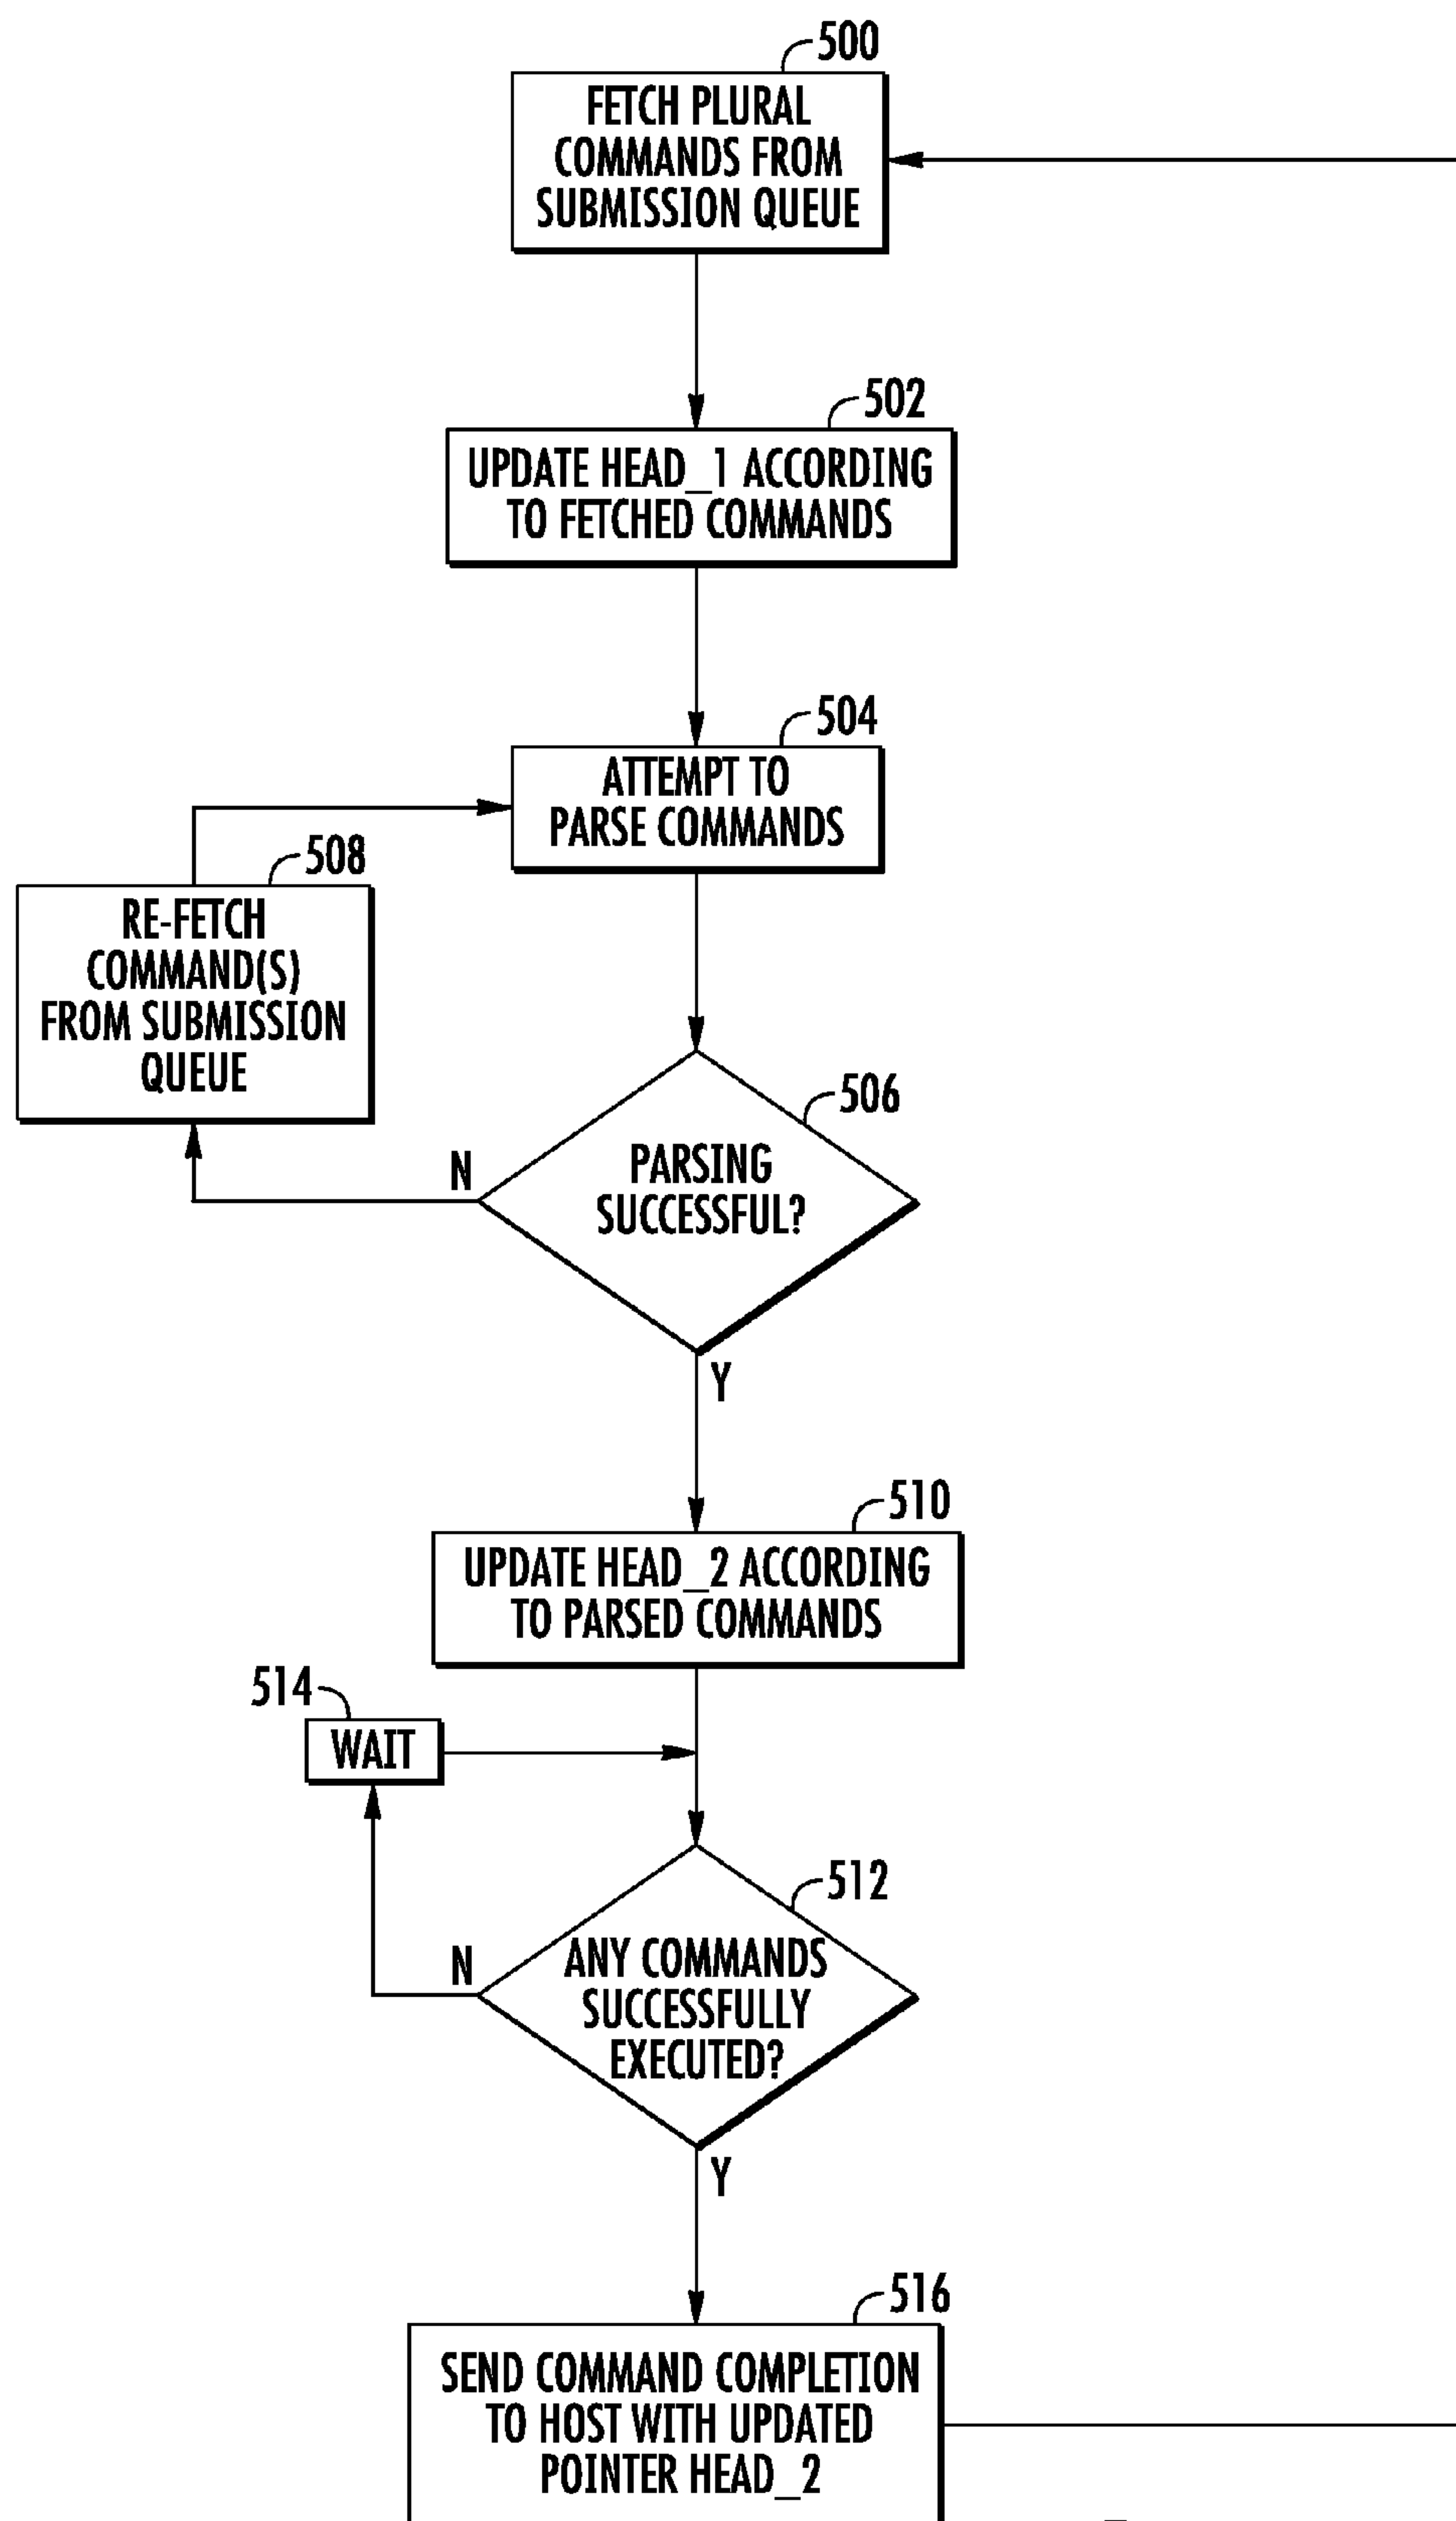 500
FETCH PLURAL
COMMANDS FROM
SUBMISSION QUEUE
502
UPDATE HEAD_1 ACCORDING
TO FETCHED COMMANDS
504
ATTEMPT TO
PARSE COMMANDS
508
RE-FETCH
COMMAND(S)
FROM SUBMISSION
QUEUE
506
PARSING
SUCCESSFUL?
N
Y
510
UPDATE HEAD_2 ACCORDING
TO PARSED COMMANDS
514
WAIT
512
ANY COMMANDS
SUCCESSFULLY
EXECUTED?
N
Y
516
SEND COMMAND COMPLETION
TO HOST WITH UPDATED
POINTER HEAD_2